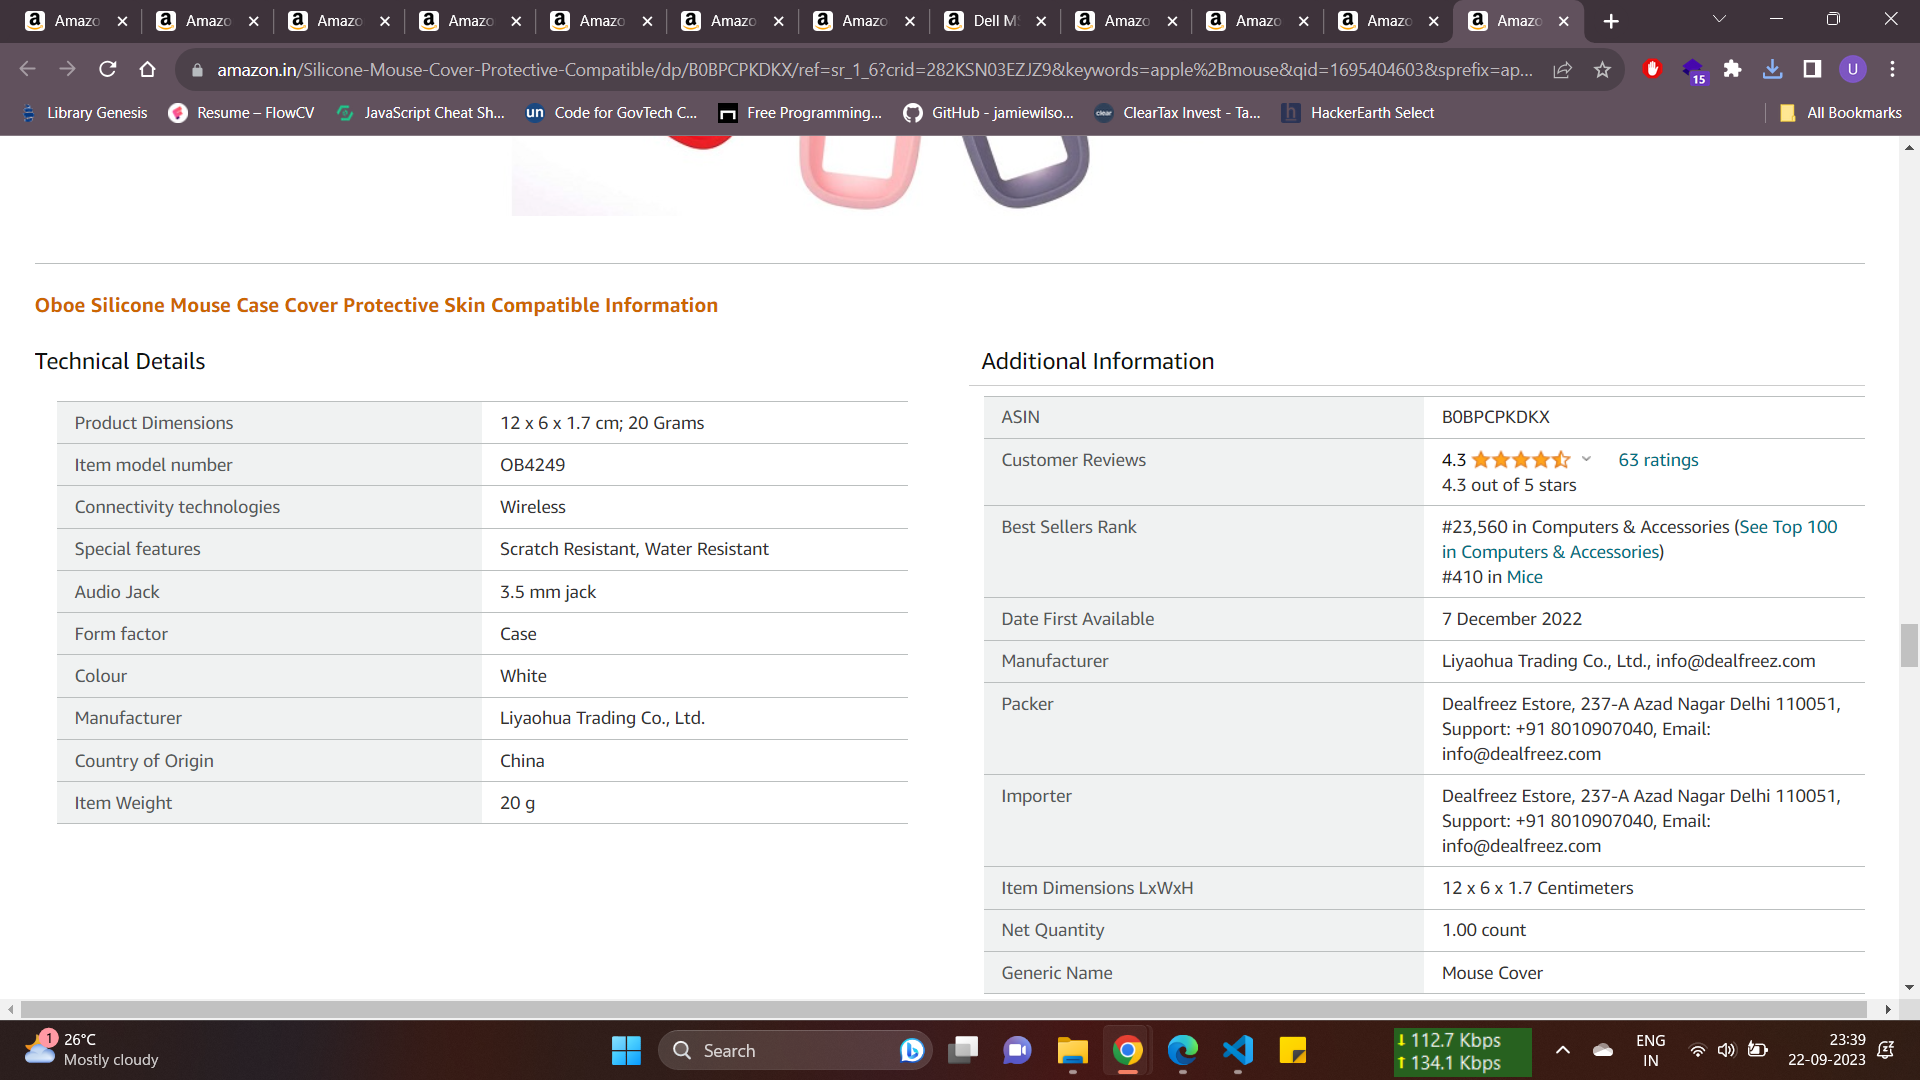 Amazo Amazo Amazo Amazo Amazo Amazo Amazo Dell M Amazo Amazo Amazo Amazo
amazon.in/Silicone-Mouse-Cover-Protective-Compatible/dp/B0BPCPKDKX/ref=sr_1_6?crid=282KSN03EZJZ9&keywords=apple%2Bmouse&qid=1695404603&sprefix=ap... 15 U
Library Genesis Resume – FlowCV JavaScript Cheat Sh... un Code for GovTech C... Free Programming... GitHub - jamiewilso... clear ClearTax Invest - Ta... h HackerEarth Select All Bookmarks
Oboe Silicone Mouse Case Cover Protective Skin Compatible Information
Technical Details
Product Dimensions 12 x 6 x 1.7 cm; 20 Grams
Item model number OB4249
Connectivity technologies Wireless
Special features Scratch Resistant, Water Resistant
Audio Jack 3.5 mm jack
Form factor Case
Colour White
Manufacturer Liyaohua Trading Co., Ltd.
Country of Origin China
Item Weight 20 g
Additional Information
ASIN B0BPCPKDKX
Customer Reviews 4.3 63 ratings
4.3 out of 5 stars
Best Sellers Rank #23,560 in Computers & Accessories (See Top 100
in Computers & Accessories)
#410 in Mice
Date First Available 7 December 2022
Manufacturer Liyaohua Trading Co., Ltd., info@dealfreez.com
Packer Dealfreez Estore, 237-A Azad Nagar Delhi 110051,
Support: +91 8010907040, Email:
info@dealfreez.com
Importer Dealfreez Estore, 237-A Azad Nagar Delhi 110051,
Support: +91 8010907040, Email:
info@dealfreez.com
Item Dimensions LxWxH 12 x 6 x 1.7 Centimeters
Net Quantity 1.00 count
Generic Name Mouse Cover
1 26°C
Mostly cloudy
Search
112.7 Kbps
134.1 Kbps
ENG
IN
23:39
22-09-2023